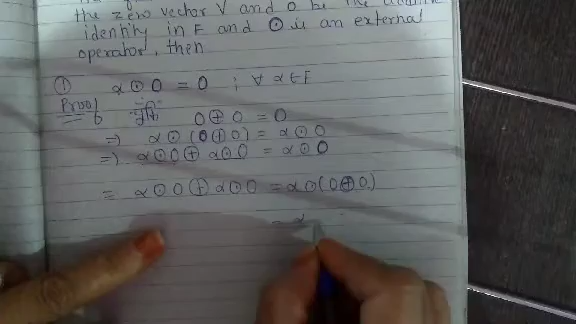 the zero vector V and 0 be the additive
identity in F and ⊙ is an external
operator, then
① α ⊙ 0 = 0 ; ∀ α ∈ F
Proof चूँकि 0 ⊕ 0 = 0
⇒ α ⊙ (0 ⊕ 0) = α ⊙ 0
⇒ α ⊙ 0 ⊕ α ⊙ 0 = α ⊙ 0
= α ⊙ 0 ⊕ α ⊙ 0 = α ⊙ (0 ⊕ 0)
= α